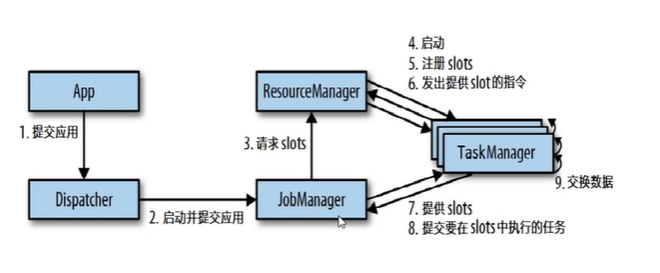 4. 启动
5. 注册 slots
6. 发出提供 slot 的指令
App
ResourceManager
1. 提交应用
3. 请求 slots
TaskManager
9. 交换数据
Dispatcher
2. 启动并提交应用
JobManager
7. 提供 slots
8. 提交要在 slots 中执行的任务